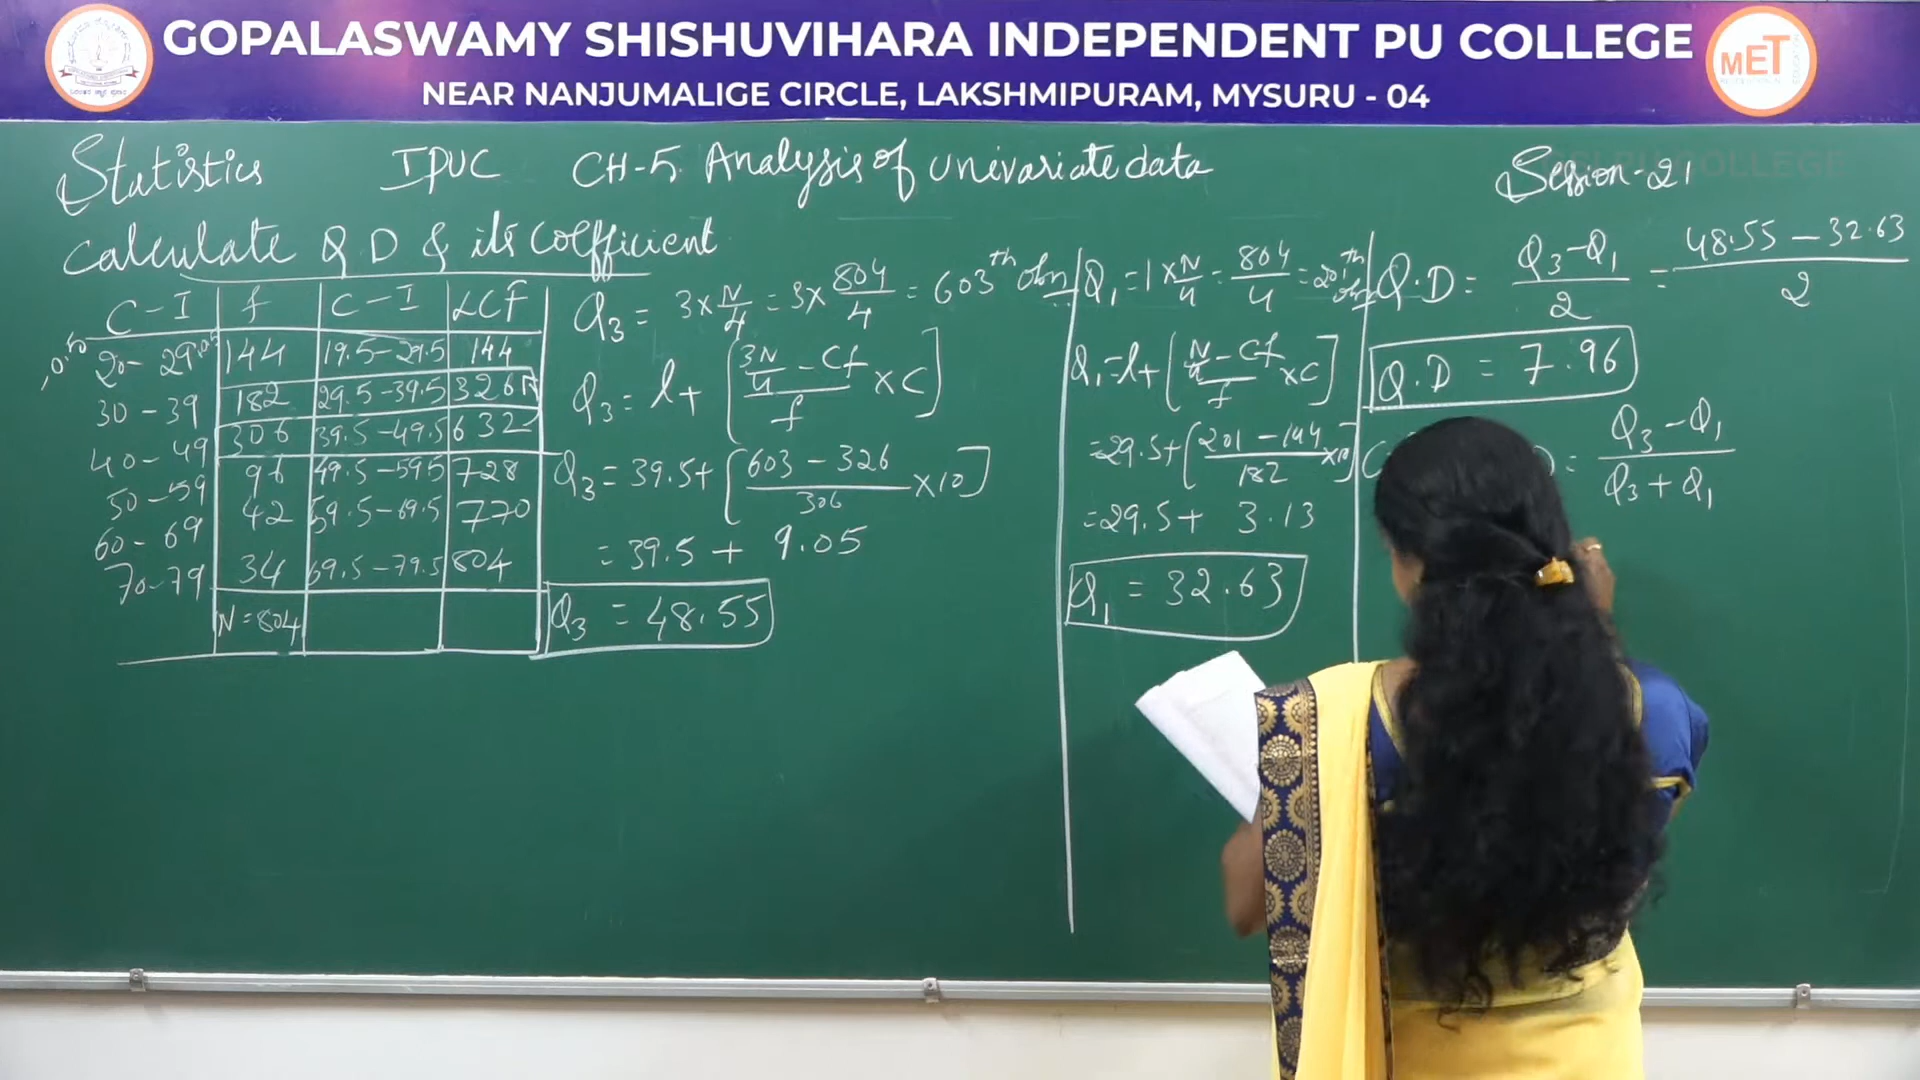 GOPALASWAMY SHISHUVIHARA INDEPENDENT PU COLLEGE
NEAR NANJUMALIGE CIRCLE, LAKSHMIPURAM, MYSURU - 04
MET
Statistics IPUC CH-5. Analysis of univariate data Session-21
Calculate Q D & its Coefficient
C-I f C-I LCF
20-29 144 19.5-29.5 144
30-39 182 29.5-39.5 326
40-49 306 39.5-49.5 632
50-59 96 49.5-59.5 728
60-69 42 59.5-69.5 770
70-79 34 69.5-79.5 804
N = 804
Q3 = 3 × N/4 = 3 × 804/4 = 603th obn
Q3 = l + [(3N/4 - Cf)/f × C]
Q3 = 39.5 + [(603 - 326)/306 × 10]
= 39.5 + 9.05
Q3 = 48.55
Q1 = 1 × N/4 = 804/4 = 201th obn
Q1 = l + [(N/4 - Cf)/f × C]
= 29.5 + [(201 - 144)/182 × 10]
= 29.5 + 3.13
Q1 = 32.63
Q.D = (Q3 - Q1)/2 = (48.55 - 32.63)/2
Q.D = 7.96
= (Q3 - Q1)/(Q3 + Q1)